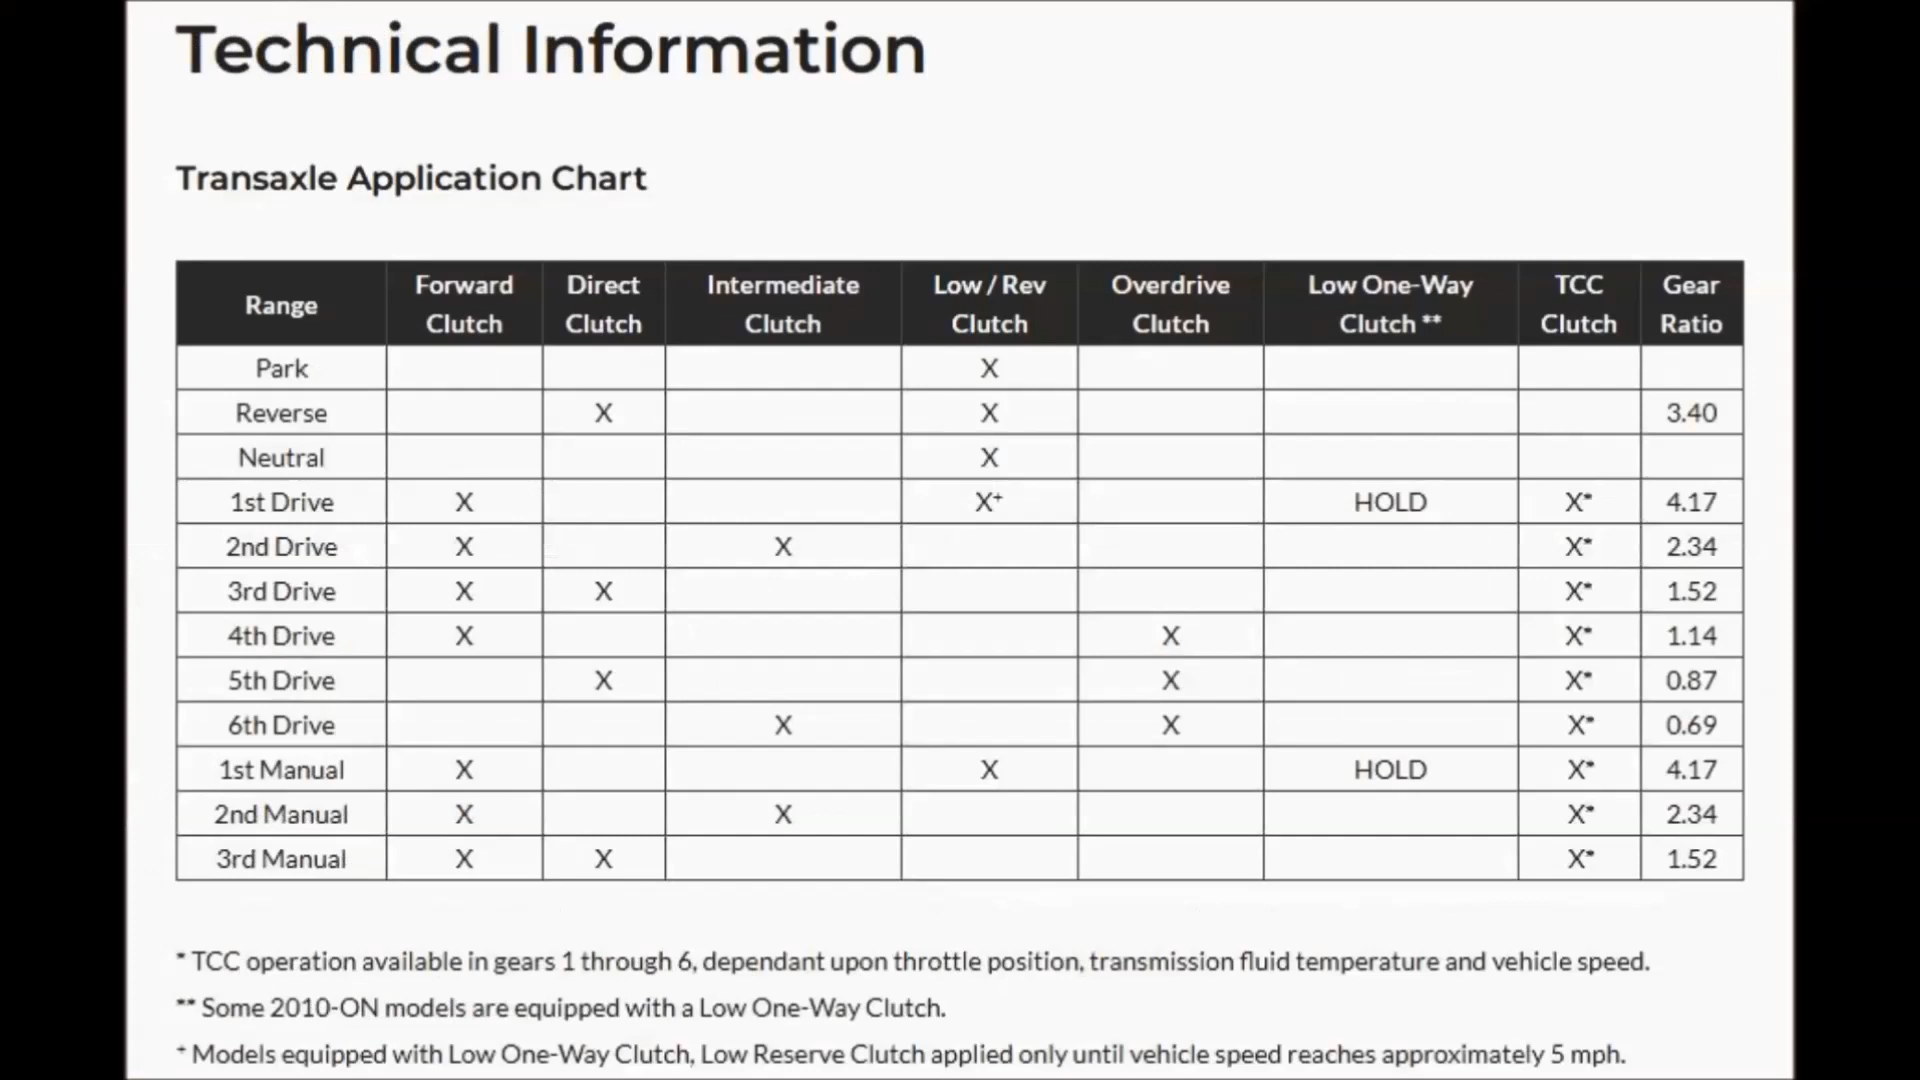 Technical Information
Transaxle Application Chart
Range Forward Clutch Direct Clutch Intermediate Clutch Low / Rev Clutch Overdrive Clutch Low One-Way Clutch ** TCC Clutch Gear Ratio
Park X
Reverse X X 3.40
Neutral X
1st Drive X X+ HOLD X* 4.17
2nd Drive X X X* 2.34
3rd Drive X X X* 1.52
4th Drive X X X* 1.14
5th Drive X X X* 0.87
6th Drive X X X* 0.69
1st Manual X X HOLD X* 4.17
2nd Manual X X X* 2.34
3rd Manual X X X* 1.52
* TCC operation available in gears 1 through 6, dependant upon throttle position, transmission fluid temperature and vehicle speed.
** Some 2010-ON models are equipped with a Low One-Way Clutch.
+ Models equipped with Low One-Way Clutch, Low Reserve Clutch applied only until vehicle speed reaches approximately 5 mph.